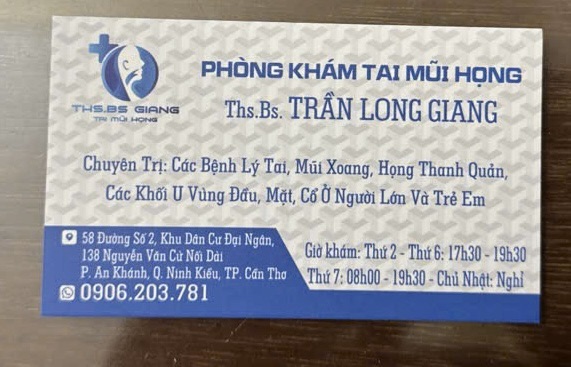 THS.BS GIANG
TAI MŨI HỌNG
PHÒNG KHÁM TAI MŨI HỌNG
Ths.Bs. TRẦN LONG GIANG
Chuyên Trị: Các Bệnh Lý Tai, Mũi Xoang, Họng Thanh Quản,
Các Khối U Vùng Đầu, Mặt, Cổ Ở Người Lớn Và Trẻ Em
58 Đường Số 2, Khu Dân Cư Đại Ngân,
138 Nguyễn Văn Cừ Nối Dài
P. An Khánh, Q. Ninh Kiều, TP. Cần Thơ
0906.203.781
Giờ khám: Thứ 2 - Thứ 6: 17h30 - 19h30
Thứ 7: 08h00 - 19h30 - Chủ Nhật: Nghỉ